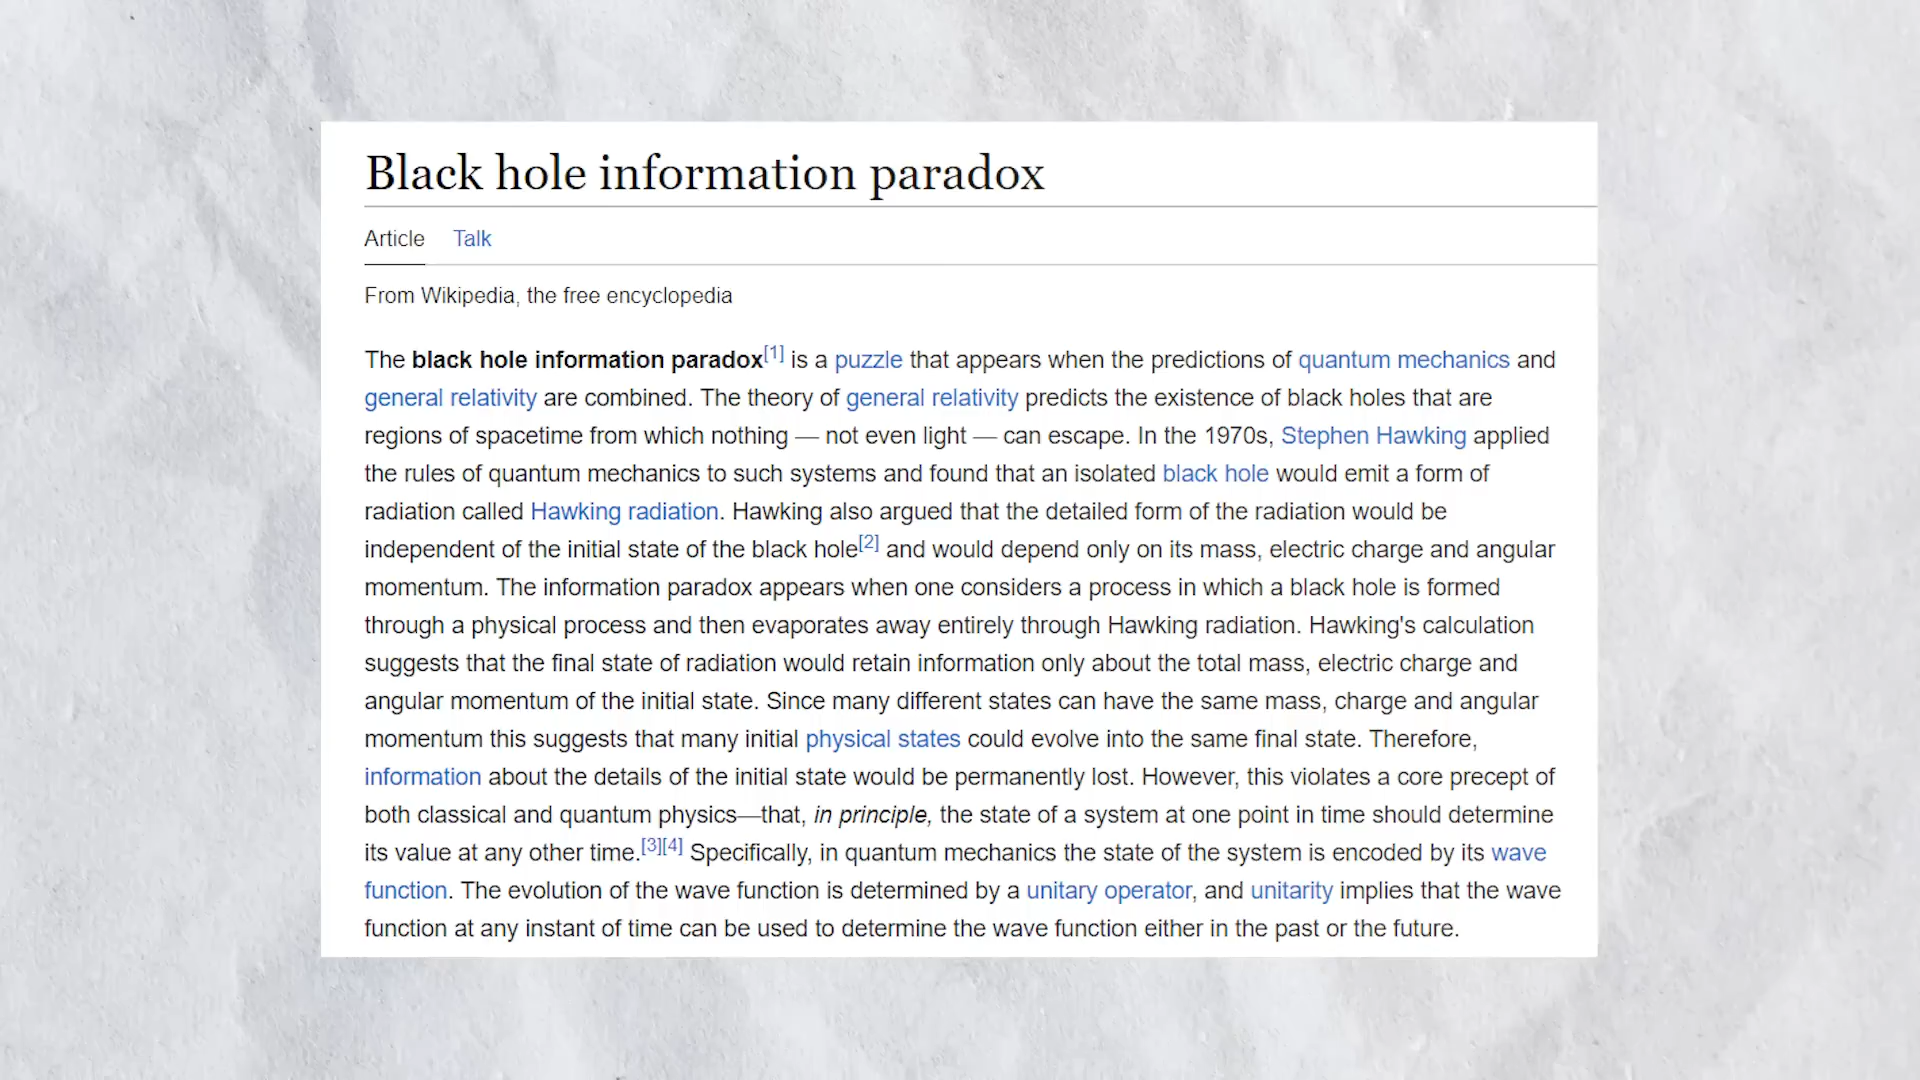 Black hole information paradox
Article Talk
From Wikipedia, the free encyclopedia
The black hole information paradox[1] is a puzzle that appears when the predictions of quantum mechanics and
general relativity are combined. The theory of general relativity predicts the existence of black holes that are
regions of spacetime from which nothing — not even light — can escape. In the 1970s, Stephen Hawking applied
the rules of quantum mechanics to such systems and found that an isolated black hole would emit a form of
radiation called Hawking radiation. Hawking also argued that the detailed form of the radiation would be
independent of the initial state of the black hole[2] and would depend only on its mass, electric charge and angular
momentum. The information paradox appears when one considers a process in which a black hole is formed
through a physical process and then evaporates away entirely through Hawking radiation. Hawking's calculation
suggests that the final state of radiation would retain information only about the total mass, electric charge and
angular momentum of the initial state. Since many different states can have the same mass, charge and angular
momentum this suggests that many initial physical states could evolve into the same final state. Therefore,
information about the details of the initial state would be permanently lost. However, this violates a core precept of
both classical and quantum physics—that, in principle, the state of a system at one point in time should determine
its value at any other time.[3][4] Specifically, in quantum mechanics the state of the system is encoded by its wave
function. The evolution of the wave function is determined by a unitary operator, and unitarity implies that the wave
function at any instant of time can be used to determine the wave function either in the past or the future.